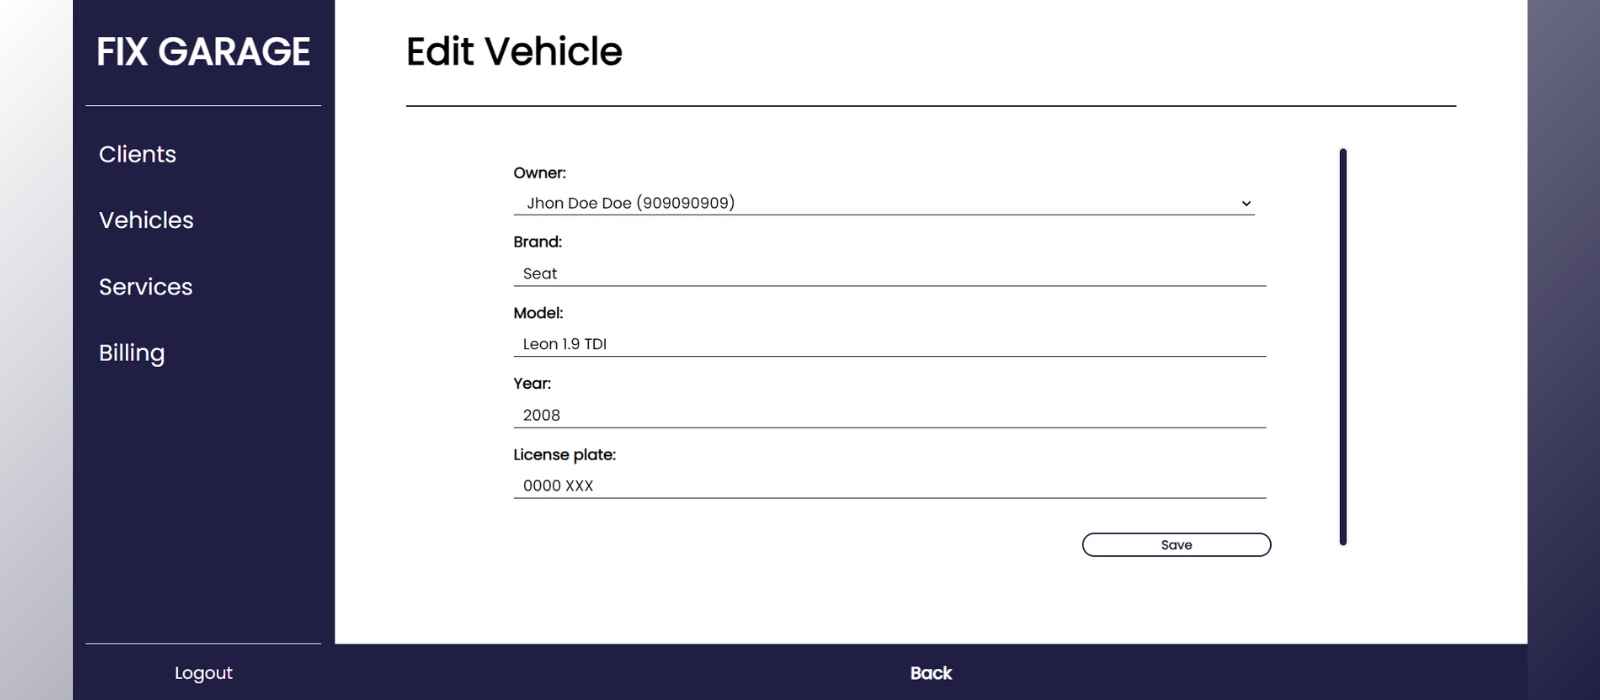 FIX GARAGE
Clients
Vehicles
Services
Billing
Logout
Edit Vehicle
Owner:
Jhon Doe Doe (909090909)
Brand:
Seat
Model:
Leon 1.9 TDI
Year:
2008
License plate:
0000 XXX
Save
Back